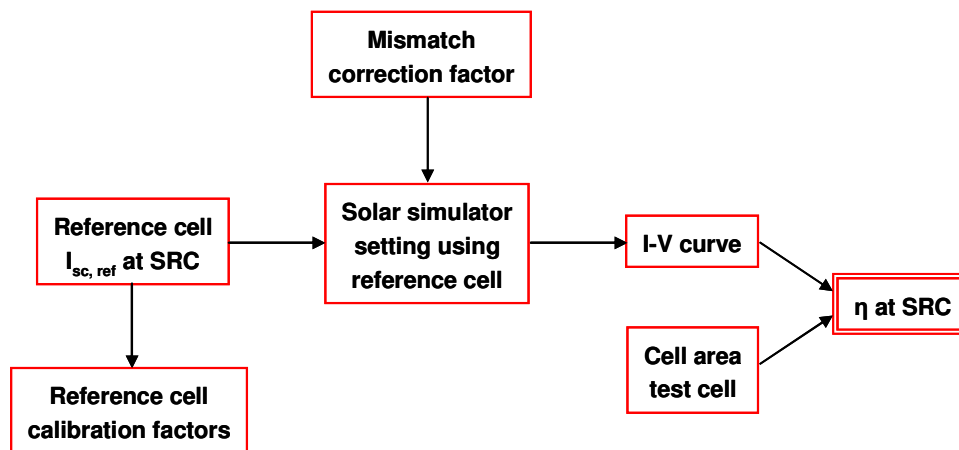 Mismatch
correction factor
Reference cell
I_sc, ref at SRC
Solar simulator
setting using
reference cell
I-V curve
η at SRC
Cell area
test cell
Reference cell
calibration factors